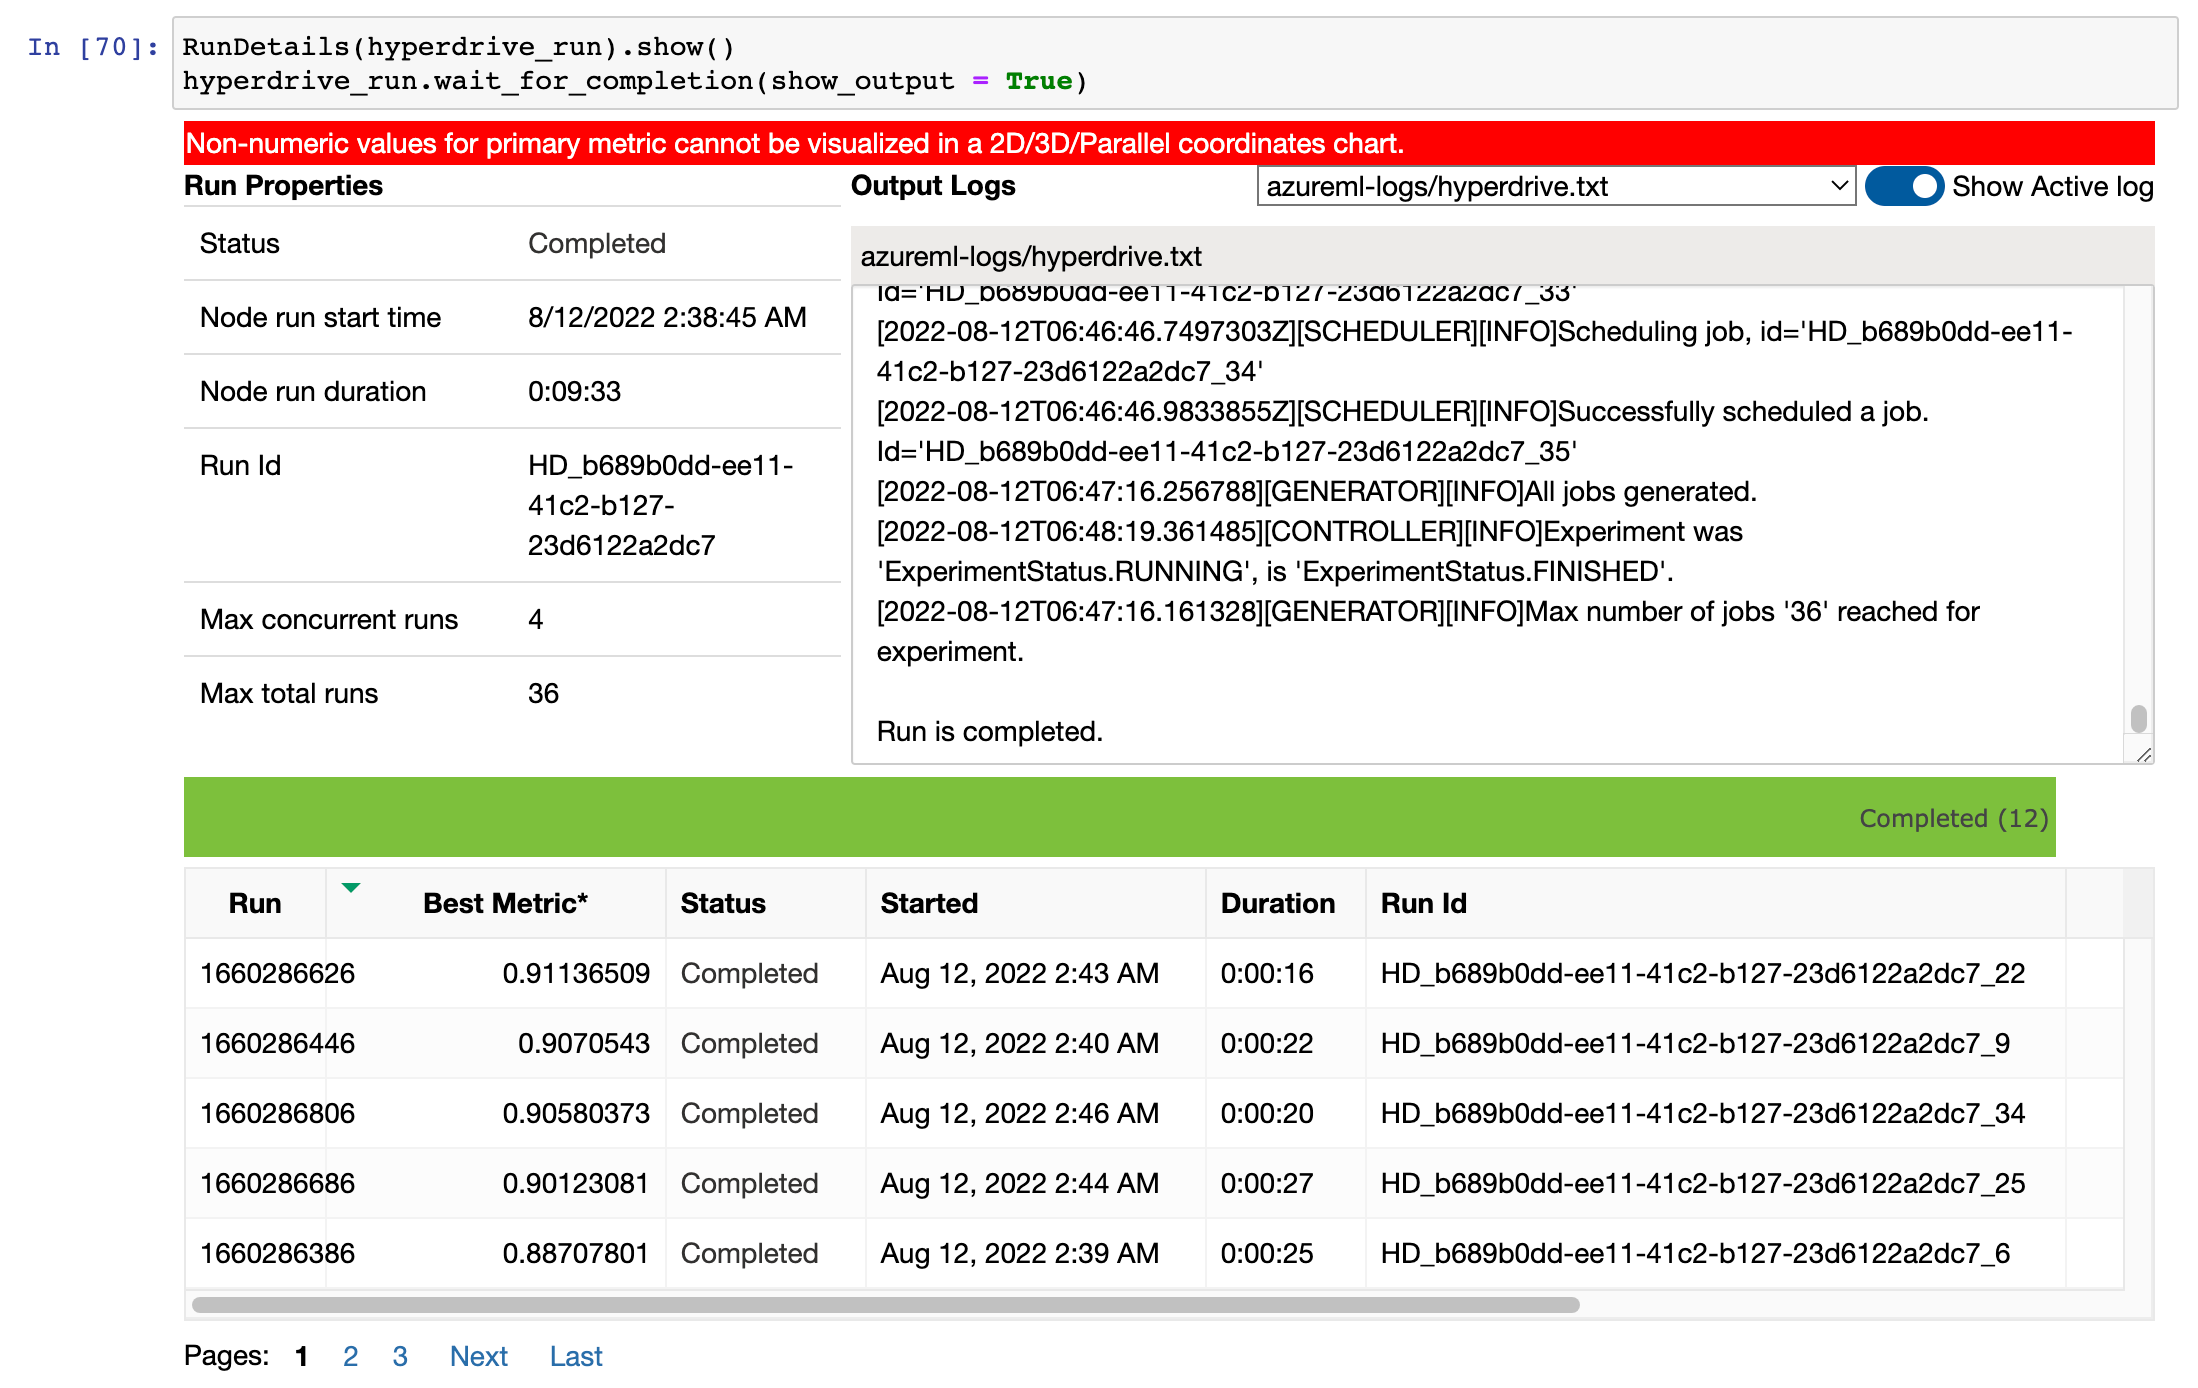 In [70]:
RunDetails(hyperdrive_run).show()
hyperdrive_run.wait_for_completion(show_output = True)
Non-numeric values for primary metric cannot be visualized in a 2D/3D/Parallel coordinates chart.
Run Properties
Status Completed
Node run start time 8/12/2022 2:38:45 AM
Node run duration 0:09:33
Run Id HD_b689b0dd-ee11-
41c2-b127-
23d6122a2dc7
Max concurrent runs 4
Max total runs 36
Output Logs azureml-logs/hyperdrive.txt Show Active log
azureml-logs/hyperdrive.txt
Id='HD_b689b0dd-ee11-41c2-b127-23d6122a2dc7_33'
[2022-08-12T06:46:46.7497303Z][SCHEDULER][INFO]Scheduling job, id='HD_b689b0dd-ee11-
41c2-b127-23d6122a2dc7_34'
[2022-08-12T06:46:46.9833855Z][SCHEDULER][INFO]Successfully scheduled a job.
Id='HD_b689b0dd-ee11-41c2-b127-23d6122a2dc7_35'
[2022-08-12T06:47:16.256788][GENERATOR][INFO]All jobs generated.
[2022-08-12T06:48:19.361485][CONTROLLER][INFO]Experiment was
'ExperimentStatus.RUNNING', is 'ExperimentStatus.FINISHED'.
[2022-08-12T06:47:16.161328][GENERATOR][INFO]Max number of jobs '36' reached for
experiment.
Run is completed.
Completed (12)
Run Best Metric* Status Started Duration Run Id
1660286626 0.91136509 Completed Aug 12, 2022 2:43 AM 0:00:16 HD_b689b0dd-ee11-41c2-b127-23d6122a2dc7_22
1660286446 0.9070543 Completed Aug 12, 2022 2:40 AM 0:00:22 HD_b689b0dd-ee11-41c2-b127-23d6122a2dc7_9
1660286806 0.90580373 Completed Aug 12, 2022 2:46 AM 0:00:20 HD_b689b0dd-ee11-41c2-b127-23d6122a2dc7_34
1660286686 0.90123081 Completed Aug 12, 2022 2:44 AM 0:00:27 HD_b689b0dd-ee11-41c2-b127-23d6122a2dc7_25
1660286386 0.88707801 Completed Aug 12, 2022 2:39 AM 0:00:25 HD_b689b0dd-ee11-41c2-b127-23d6122a2dc7_6
Pages: 1 2 3 Next Last